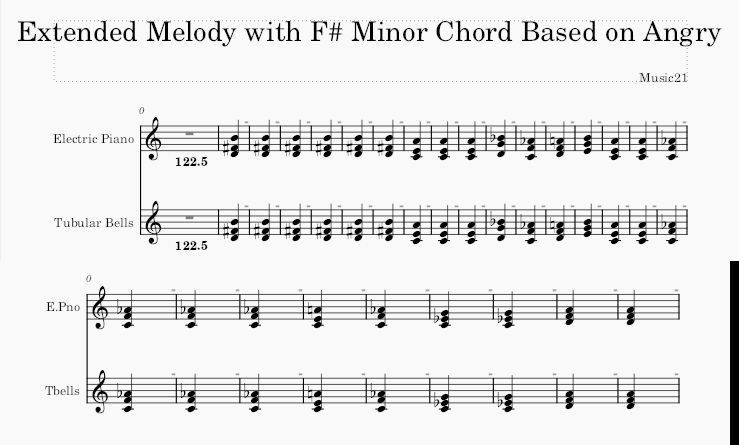 Extended Melody with F# Minor Chord Based on Angry
Music21
0
Electric Piano
122.5
Tubular Bells
122.5
0
E.Pno
Tbells